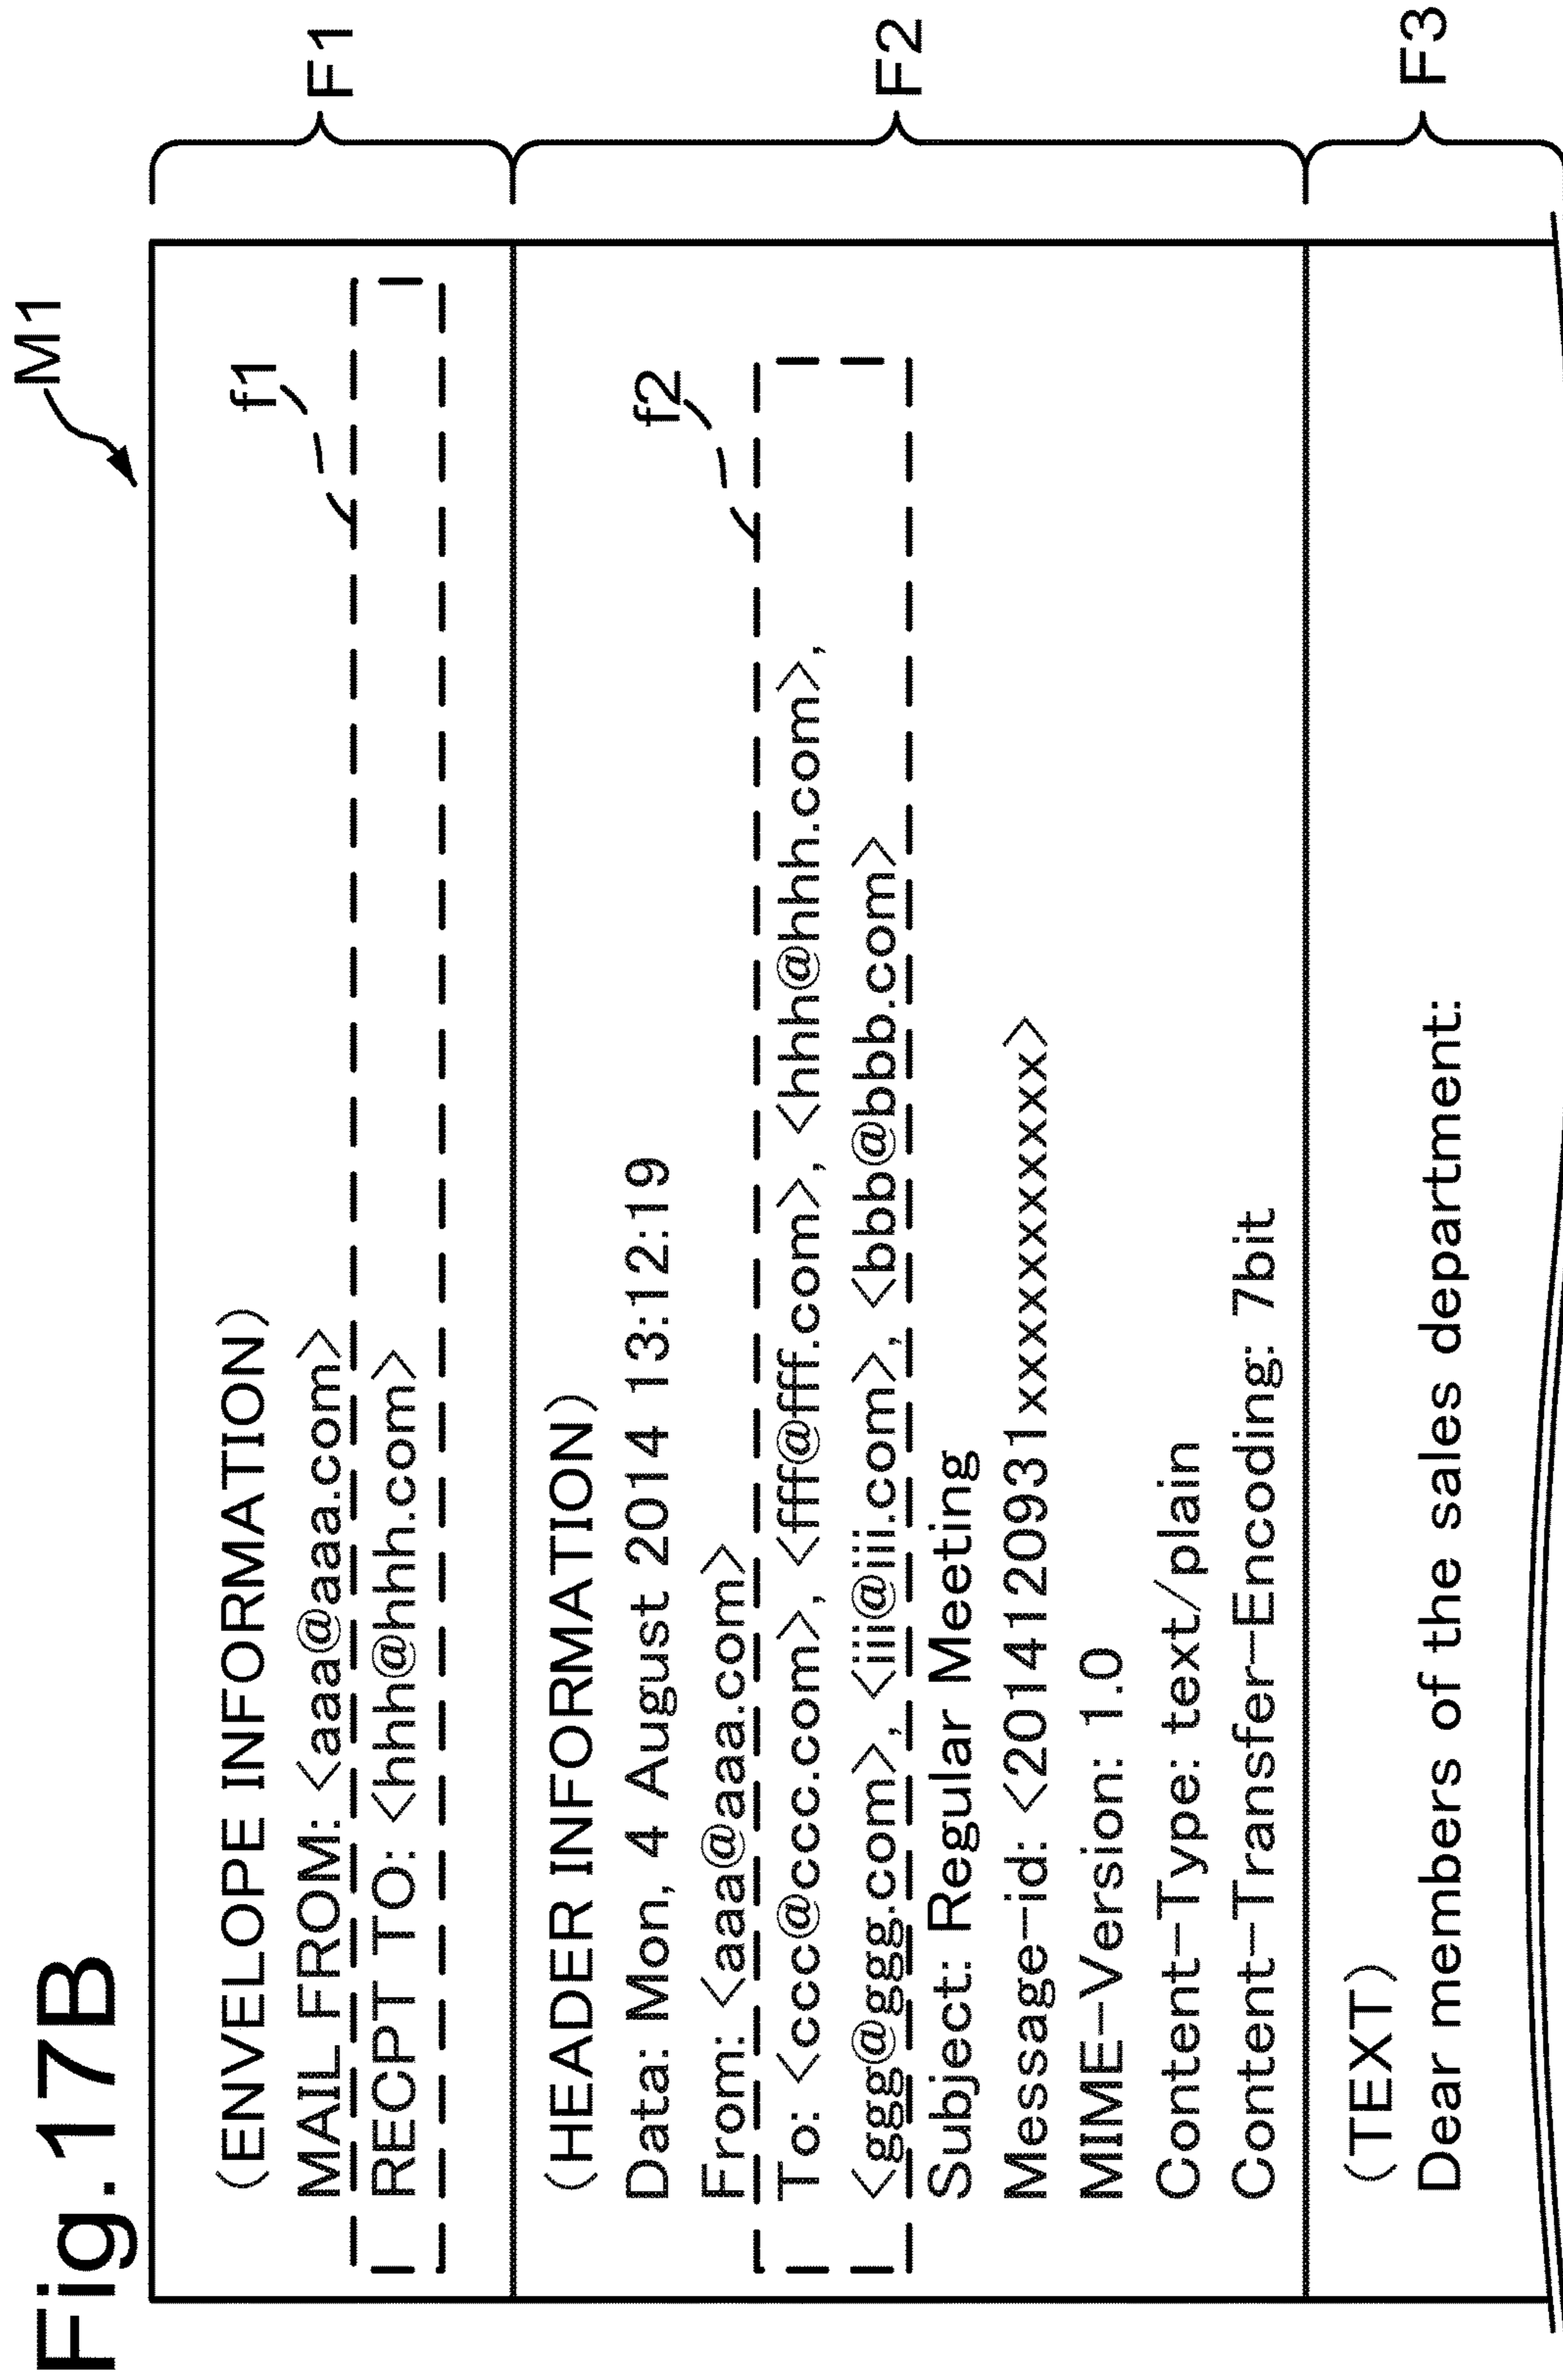 Fig.17B
M1
(ENVELOPE INFORMATION)
f1
MAIL FROM: <aaa@aaa.com>
RECPT TO: <hhh@hhh.com>
F1
(HEADER INFORMATION)
Data: Mon, 4 August 2014 13:12:19
f2
From: <aaa@aaa.com>
To: <ccc@ccc.com>, <fff@fff.com>, <hhh@hhh.com>,
<ggg@ggg.com>, <iii@iii.com>, <bbb@bbb.com>
Subject: Regular Meeting
Message-id: <2014120931xxxxxxxxxx>
MIME-Version: 1.0
Content-Type: text/plain
Content-Transfer-Encoding: 7bit
F2
(TEXT)
Dear members of the sales department:
F3